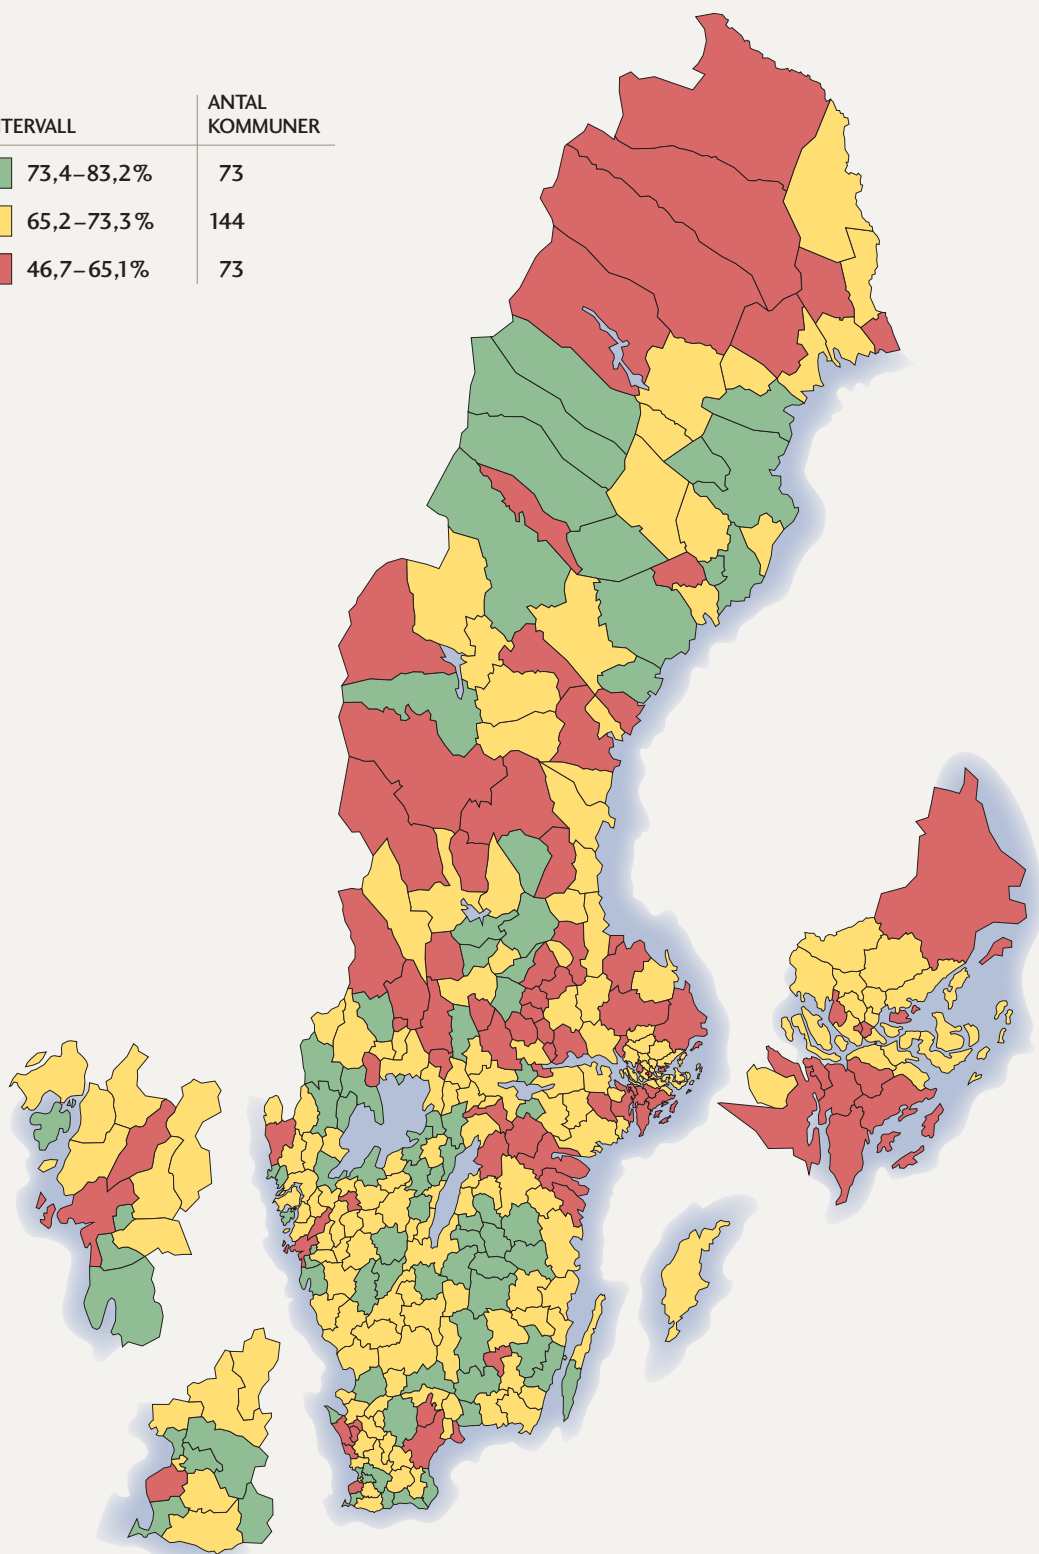 TERVALL
ANTAL
KOMMUNER
73,4–83,2% 73
65,2–73,3% 144
46,7–65,1% 73